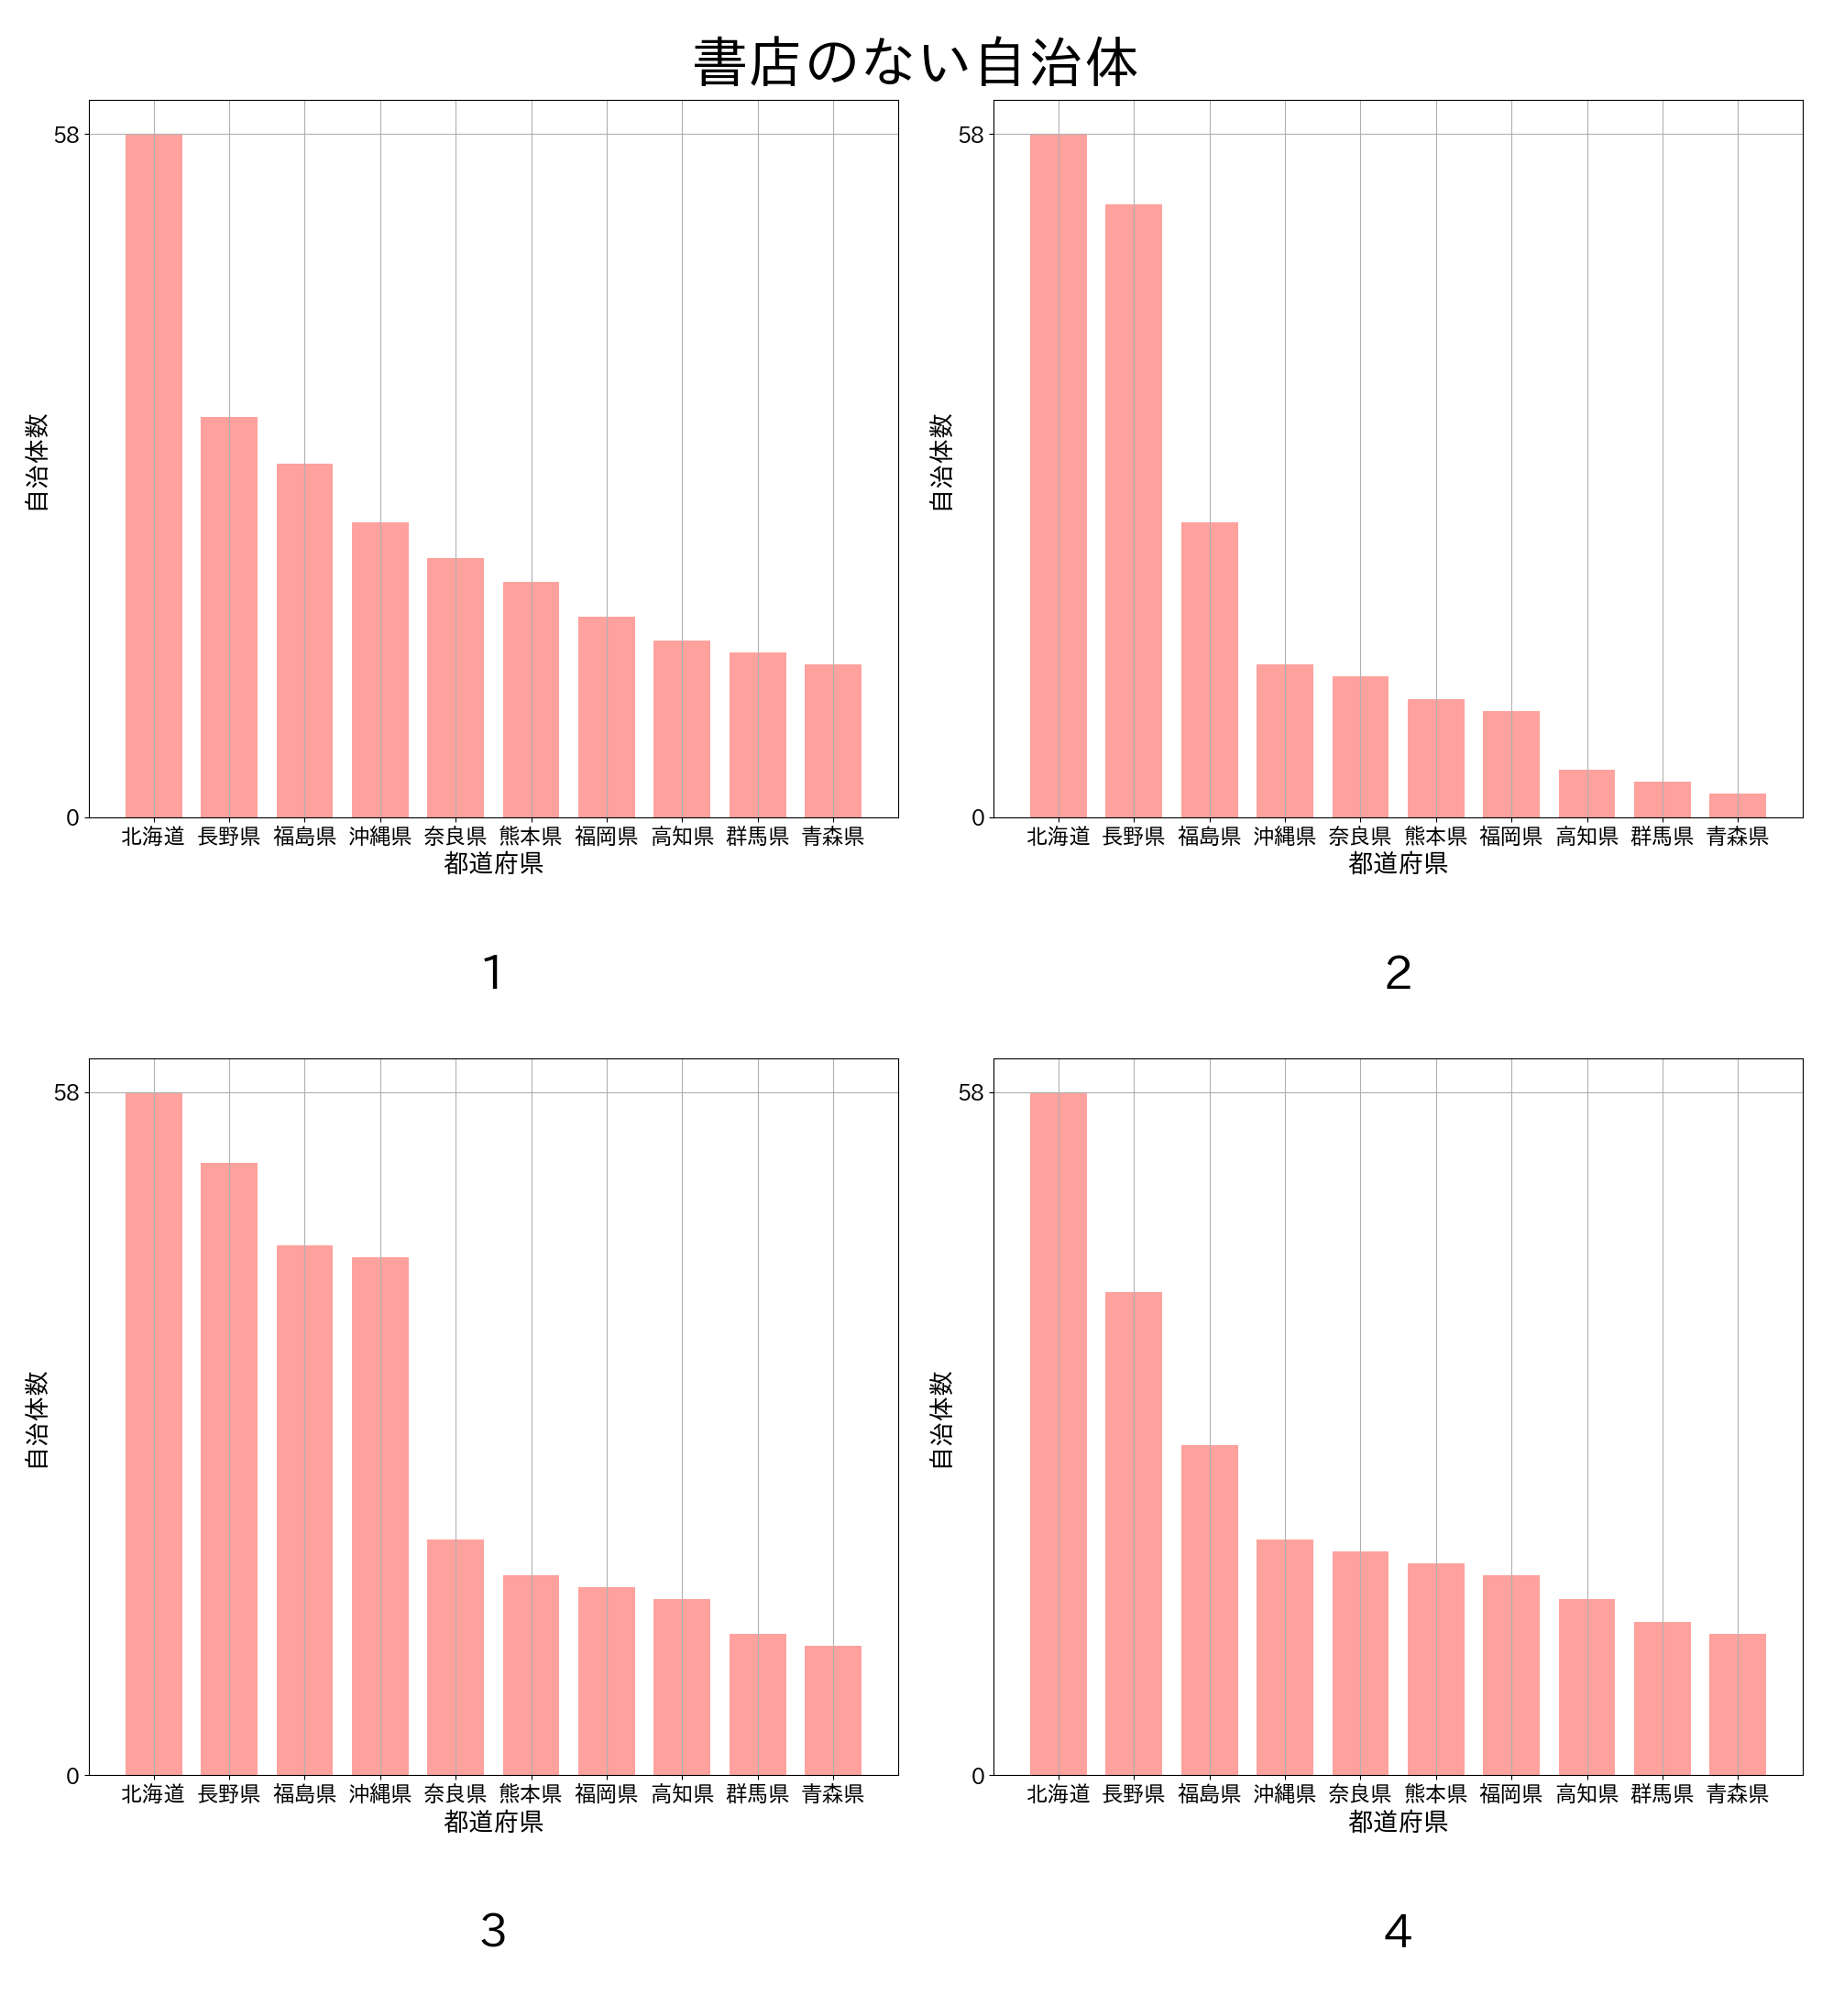 書店のない自治体
58
0
自治体数
北海道 長野県 福島県 沖縄県 奈良県 熊本県 福岡県 高知県 群馬県 青森県
都道府県
1
58
0
自治体数
北海道 長野県 福島県 沖縄県 奈良県 熊本県 福岡県 高知県 群馬県 青森県
都道府県
2
58
0
自治体数
北海道 長野県 福島県 沖縄県 奈良県 熊本県 福岡県 高知県 群馬県 青森県
都道府県
3
58
0
自治体数
北海道 長野県 福島県 沖縄県 奈良県 熊本県 福岡県 高知県 群馬県 青森県
都道府県
4